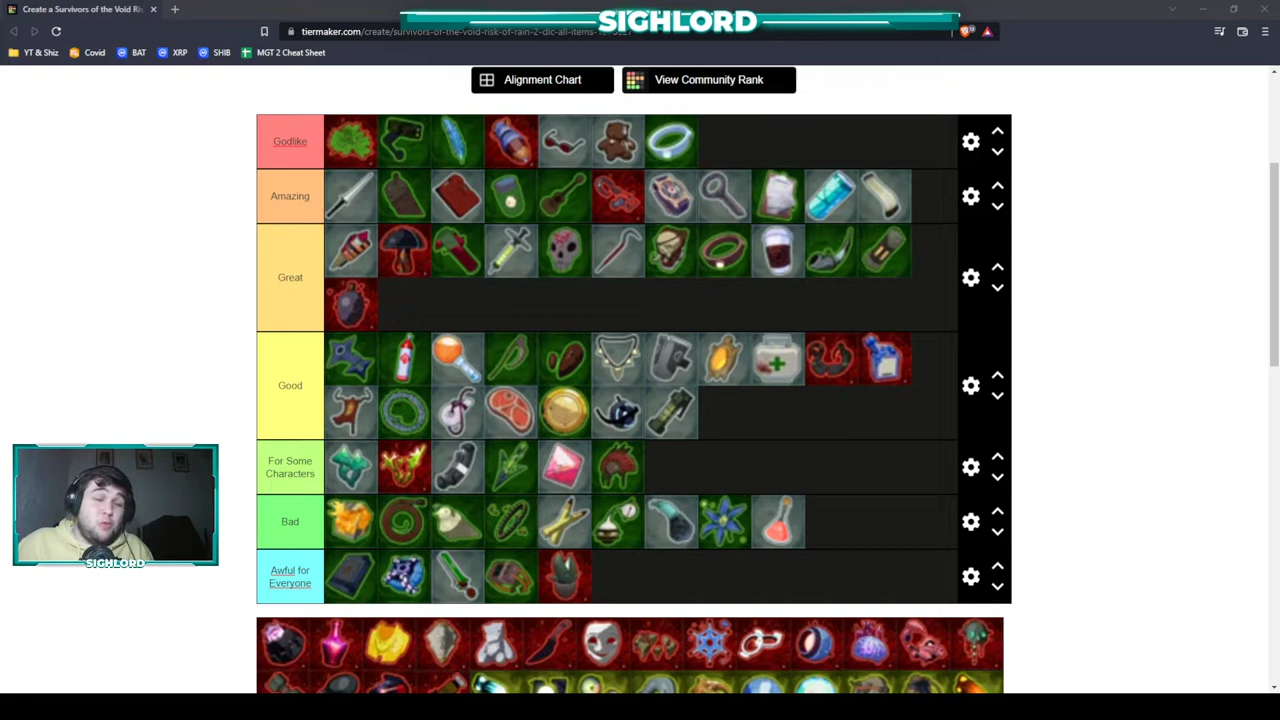 Create a Survivors of the Void Ris
SIGHLORD
tiermaker.com/create/survivors-of-the-void-risk-of-rain-2-dlc-all-items-
YT & Shiz
Covid
BAT
XRP
SHIB
MGT 2 Cheat Sheet
Alignment Chart
View Community Rank
Godlike
Amazing
Great
Good
For Some
Characters
Bad
Awful for
Everyone
SIGHLORD